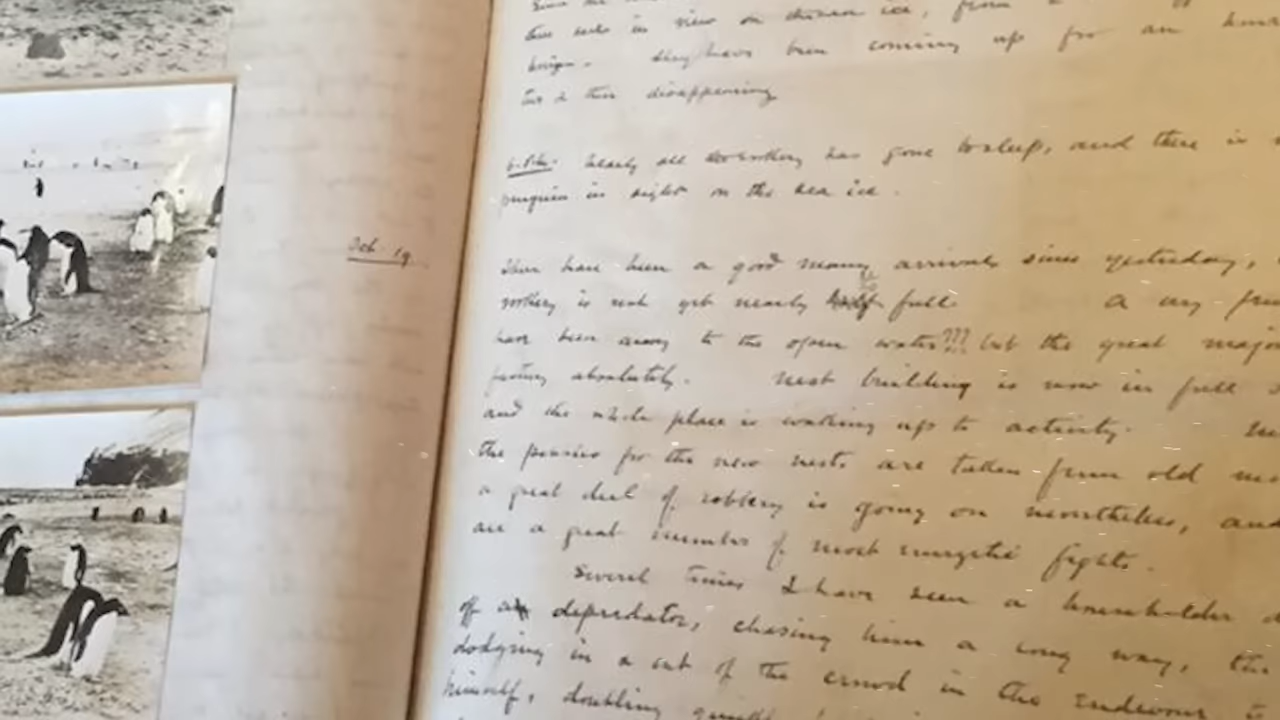 in view on driven ice, from
They have been coming up for an hour
disappearing
6. P.m. Nearly all the rookery has gone to sleep, and there is
penguin in sight on the sea ice.
Oct. 19.
There have been a good many arrivals since yesterday,
rookery is not yet nearly half full. A very few
have been away to the open water??? but the great major
fasting absolutely. Nest building is now in full
and the whole place is waking up to activity.
the pebbles for the new nests are taken from old
a great deal of robbery is going on nevertheless, and
are a great number of most energetic fights.
Several times I have seen a householder
of a depredator, chasing him a long way, the
dodging in & out of the crowd in the endeavour to
himself, doubling quickly